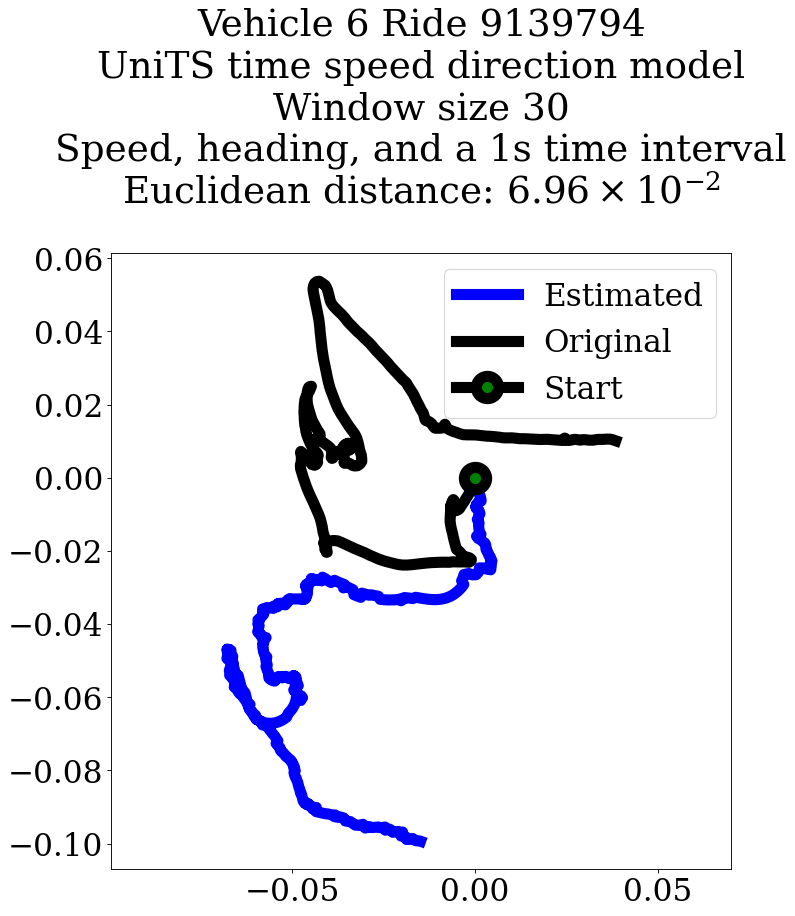 Vehicle 6 Ride 9139794
UniTS time speed direction model
Window size 30
Speed, heading, and a 1s time interval
Euclidean distance: 6.96 × 10⁻²
Estimated
Original
Start
0.06
0.04
0.02
0.00
−0.02
−0.04
−0.06
−0.08
−0.10
−0.05 0.00 0.05